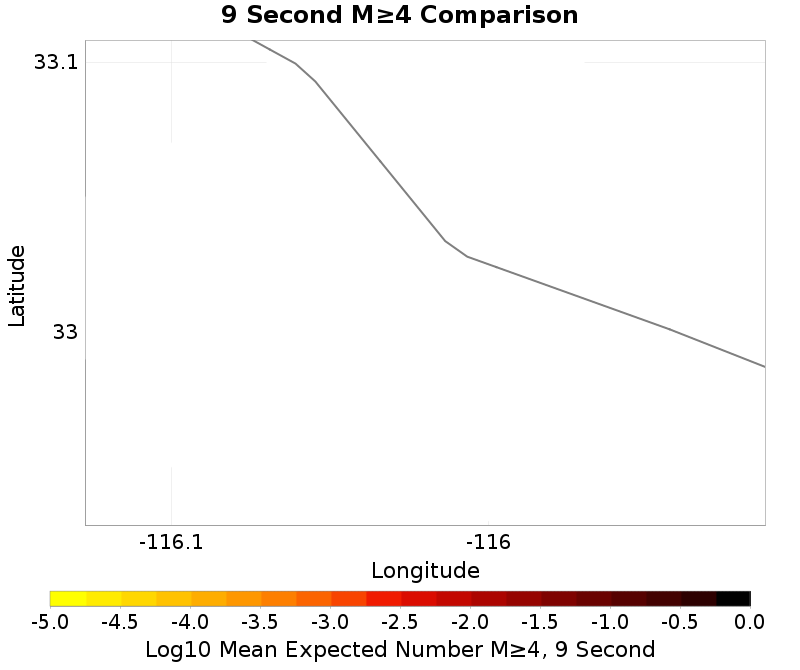 9 Second M≥4 Comparison
33.1
33
Latitude
-116.1 -116
Longitude
-5.0 -4.5 -4.0 -3.5 -3.0 -2.5 -2.0 -1.5 -1.0 -0.5 0.0
Log10 Mean Expected Number M≥4, 9 Second